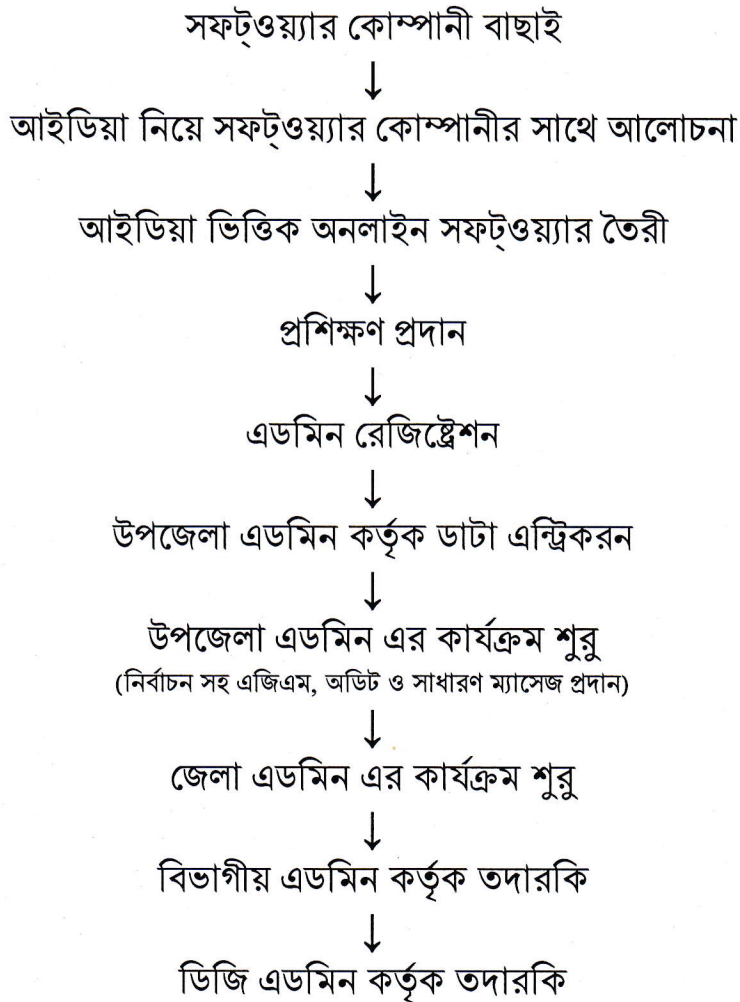 সফট্ওয়্যার কোম্পানী বাছাই
↓
আইডিয়া নিয়ে সফট্ওয়্যার কোম্পানীর সাথে আলোচনা
↓
আইডিয়া ভিত্তিক অনলাইন সফট্ওয়্যার তৈরী
↓
প্রশিক্ষণ প্রদান
↓
এডমিন রেজিষ্ট্রেশন
↓
উপজেলা এডমিন কর্তৃক ডাটা এন্ট্রিকরন
↓
উপজেলা এডমিন এর কার্যক্রম শুরু
(নির্বাচন সহ এজিএম, অডিট ও সাধারণ ম্যাসেজ প্রদান)
↓
জেলা এডমিন এর কার্যক্রম শুরু
↓
বিভাগীয় এডমিন কর্তৃক তদারকি
↓
ডিজি এডমিন কর্তৃক তদারকি